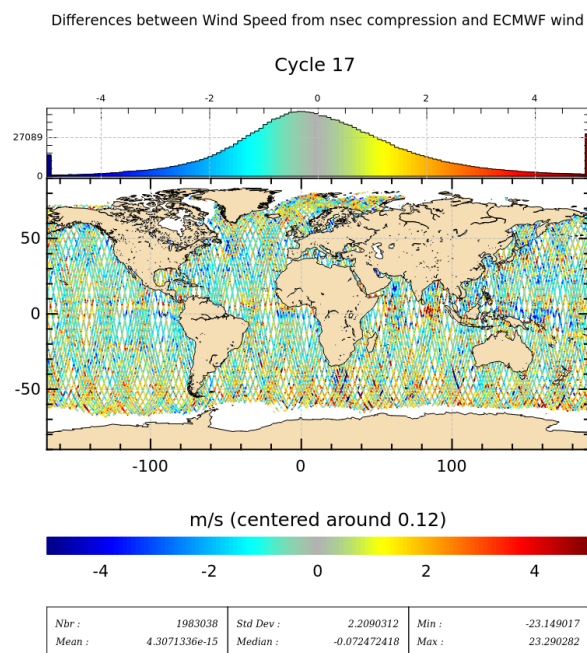 Differences between Wind Speed from nsec compression and ECMWF wind
Cycle 17
-4 -2 0 2 4
27089
0
50
0
-50
-100 0 100
m/s (centered around 0.12)
-4 -2 0 2 4
Nbr : 1983038 Std Dev : 2.2090312 Min : -23.149017
Mean : 4.3071336e-15 Median : -0.072472418 Max : 23.290282